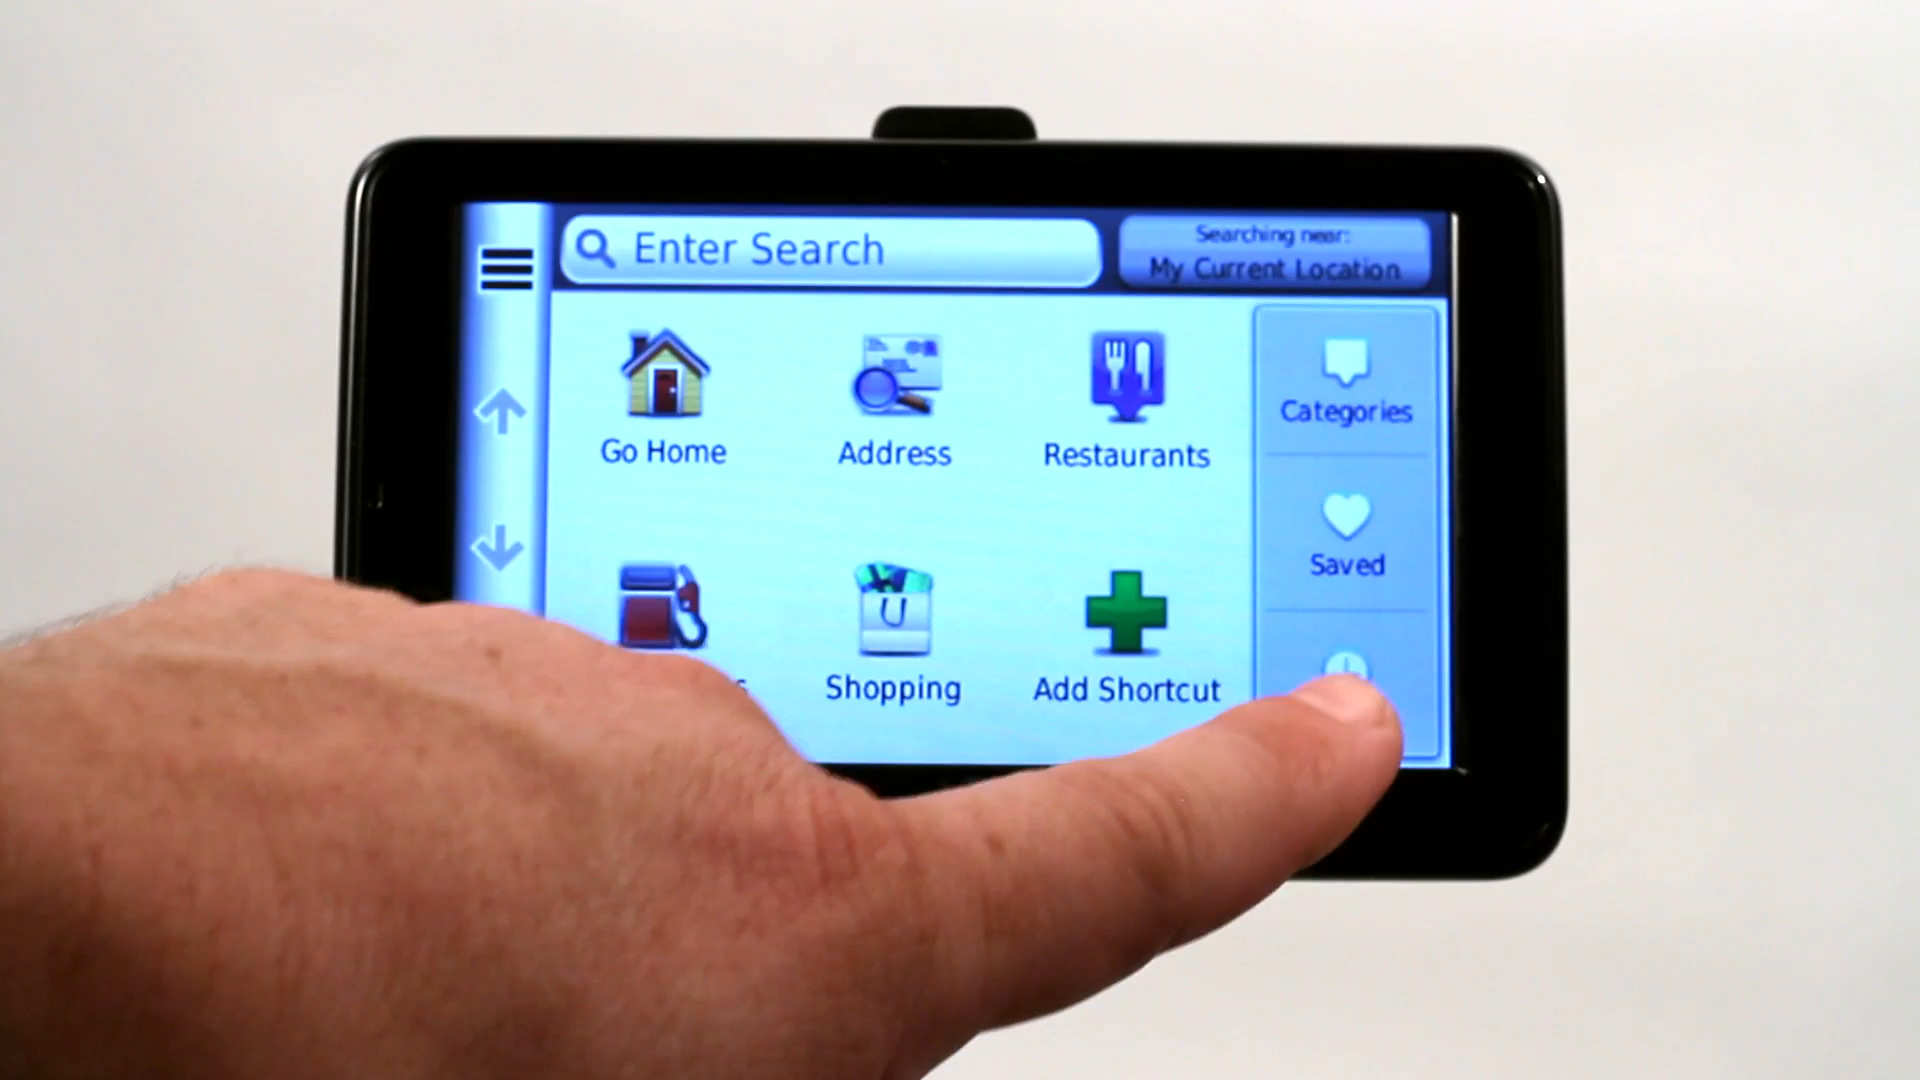 Enter Search
Searching near:
My Current Location
Go Home
Address
Restaurants
Categories
Saved
Shopping
Add Shortcut